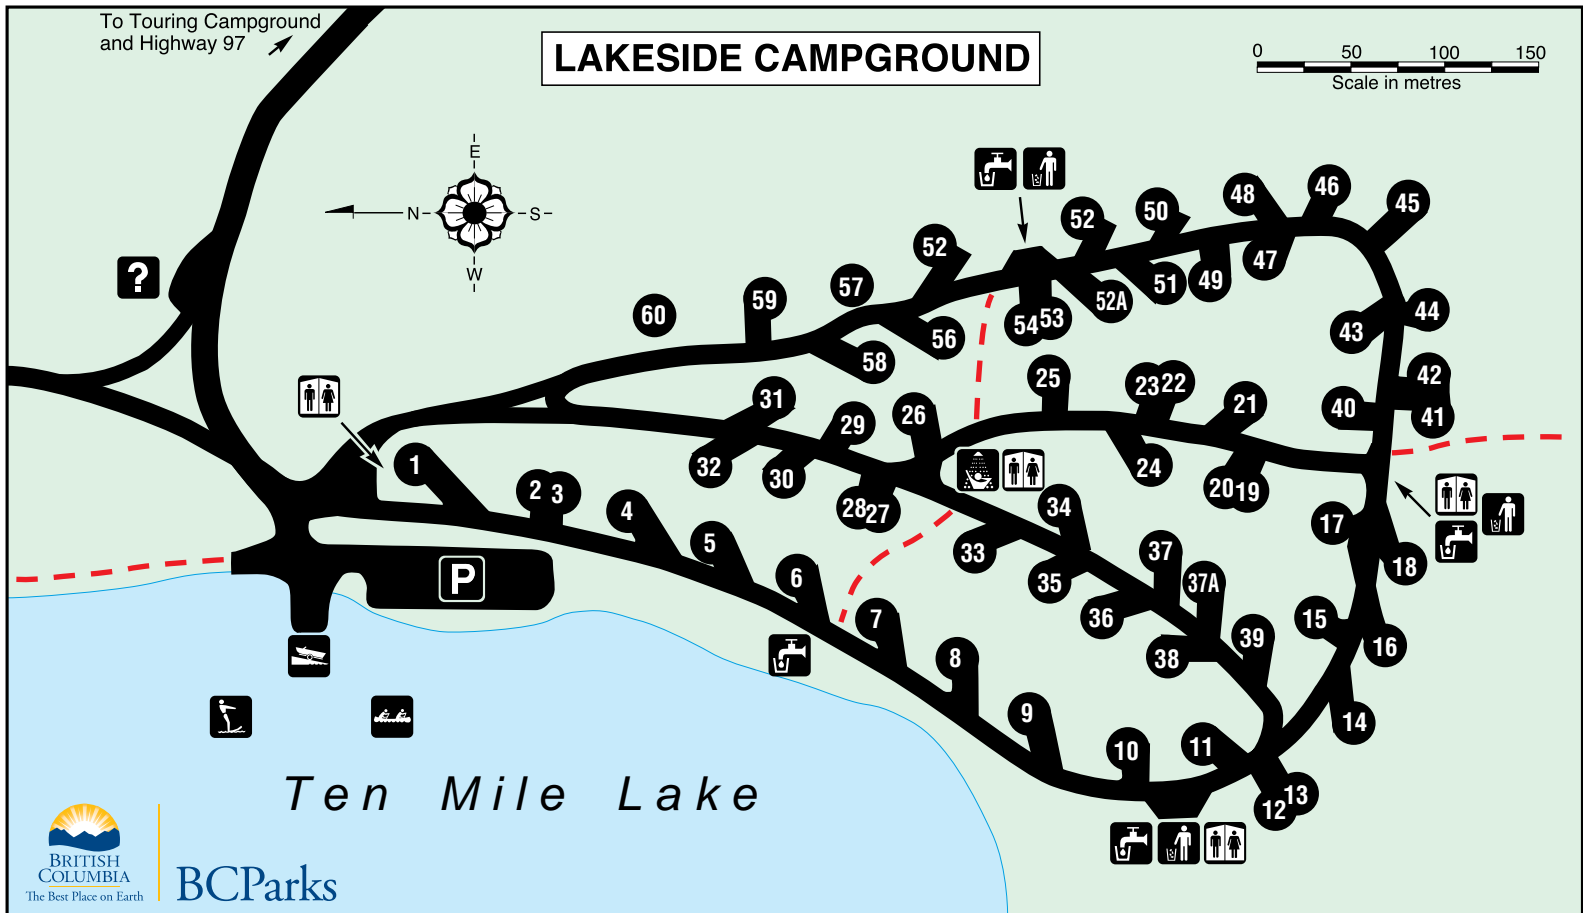 To Touring Campground
and Highway 97
LAKESIDE CAMPGROUND
0 50 100 150
Scale in metres
E
N S
W
?
48 46 45
52 50
52 47
57 51 49
59 52A 44
60 54 53 43
56
58
25 23 22 42
31 21 40 41
29 26
1 32 24
30 20 19
2 3 28 27
4 34 17
5 33 37 18
P 6 35 37A
36 15
7 39 16
8 38
9 14
10 11
13
12
Ten Mile Lake
BRITISH
COLUMBIA
The Best Place on Earth
BCParks